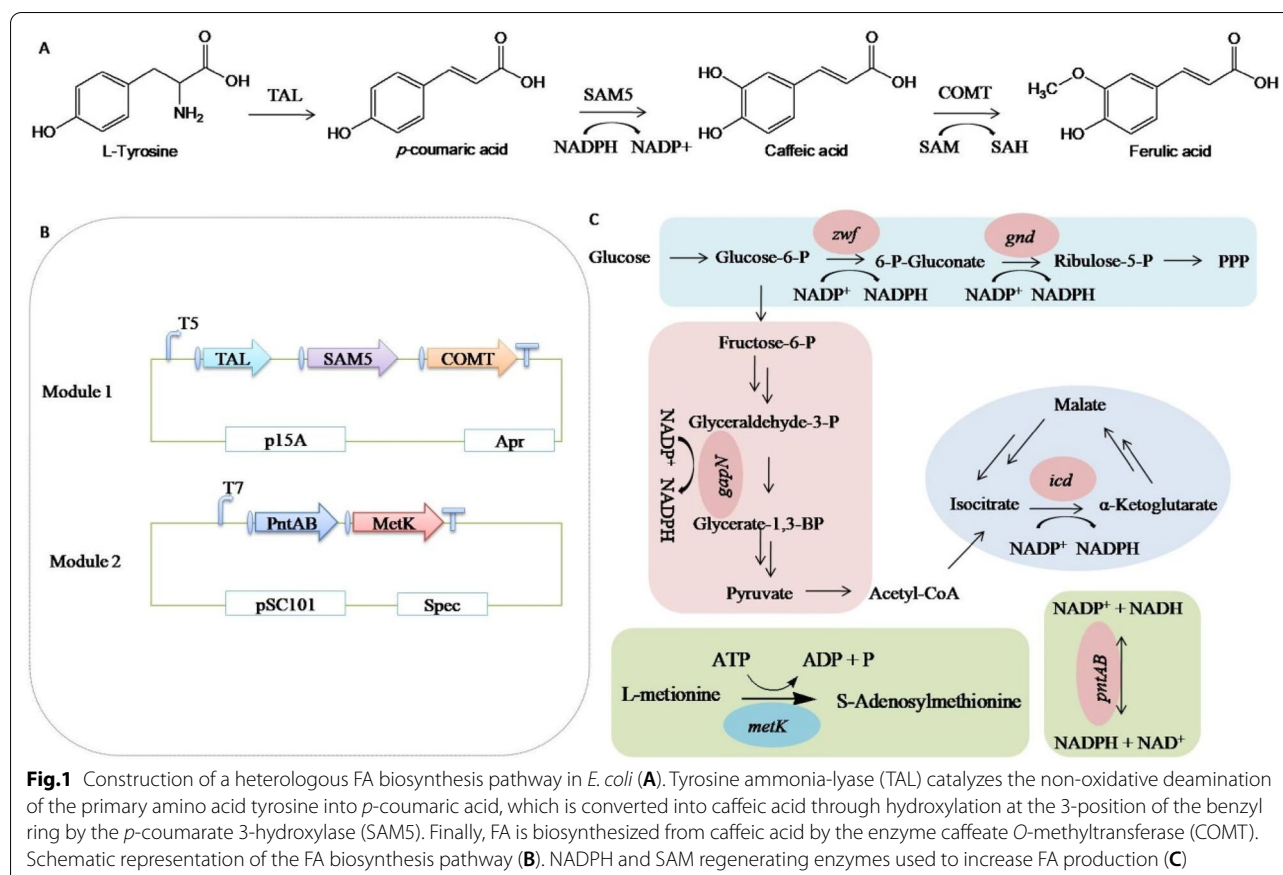 A
O
OH
NH₂
HO
L-Tyrosine
TAL
O
OH
HO
p-coumaric acid
SAM5
NADPH NADP+
O
OH
HO
HO
Caffeic acid
COMT
SAM SAH
O
OH
O
H₃C
HO
Ferulic acid
B
T5
TAL SAM5 COMT
Module 1
p15A Apr
T7
PntAB MetK
Module 2
pSC101 Spec
C
zwf gnd
Glucose Glucose-6-P 6-P-Gluconate Ribulose-5-P PPP
NADP⁺ NADPH NADP⁺ NADPH
Fructose-6-P
Glyceraldehyde-3-P
NADP⁺ NADPH
gapN
Glycerate-1,3-BP
Pyruvate Acetyl-CoA
Malate
icd
Isocitrate α-Ketoglutarate
NADP⁺ NADPH
ATP ADP + P
L-metionine S-Adenosylmethionine
metK
NADP⁺ + NADH
pntAB
NADPH + NAD⁺
Fig.1 Construction of a heterologous FA biosynthesis pathway in E. coli (A). Tyrosine ammonia-lyase (TAL) catalyzes the non-oxidative deamination
of the primary amino acid tyrosine into p-coumaric acid, which is converted into caffeic acid through hydroxylation at the 3-position of the benzyl
ring by the p-coumarate 3-hydroxylase (SAM5). Finally, FA is biosynthesized from caffeic acid by the enzyme caffeate O-methyltransferase (COMT).
Schematic representation of the FA biosynthesis pathway (B). NADPH and SAM regenerating enzymes used to increase FA production (C)